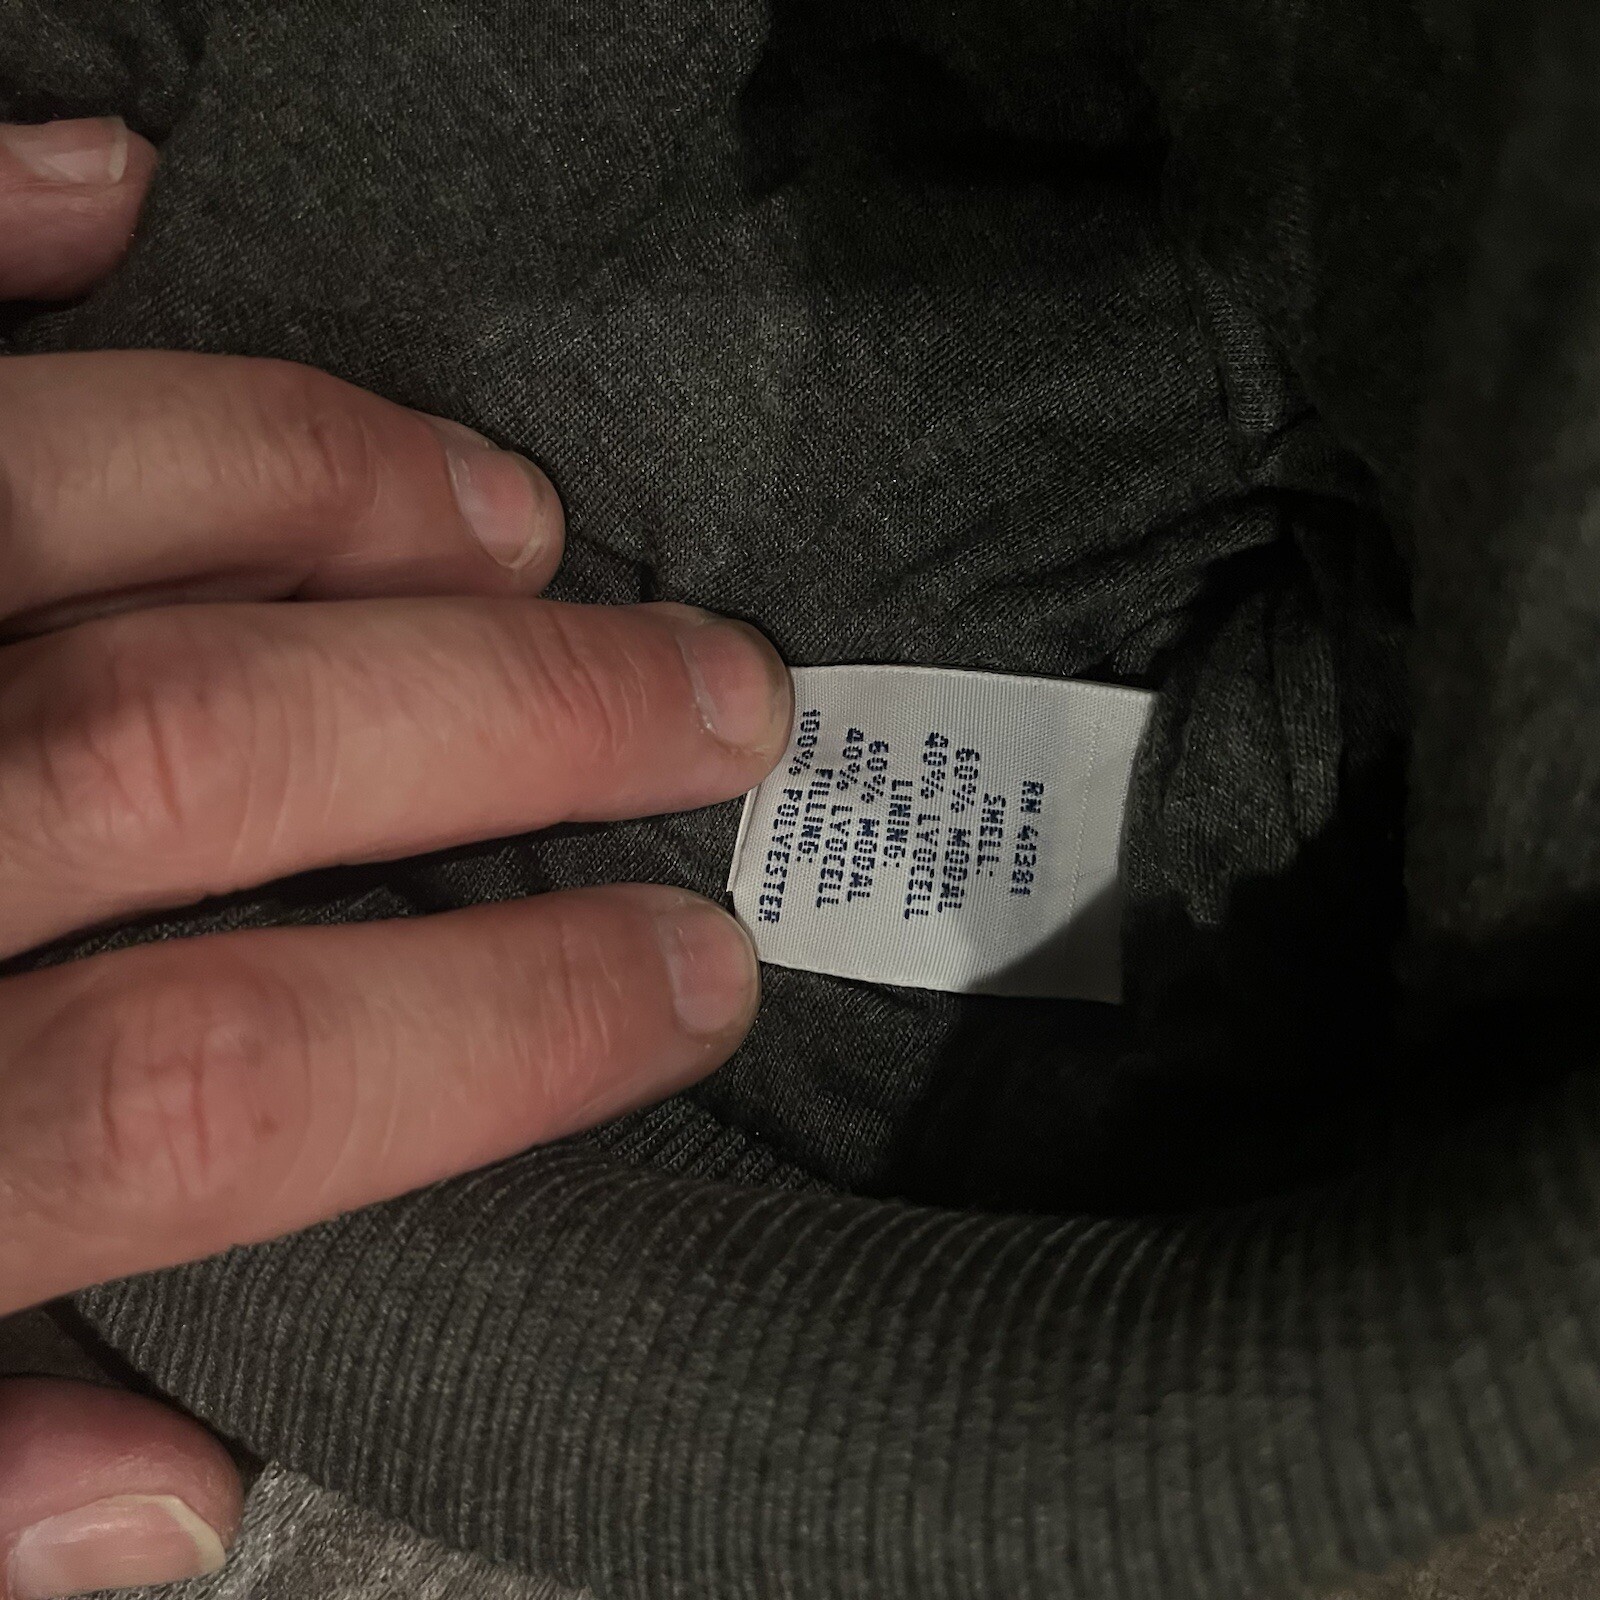 RN 41381
SHELL:
60% MODAL
40% LYOCELL
LINING:
60% MODAL
40% LYOCELL
FILLING:
100% POLYESTER